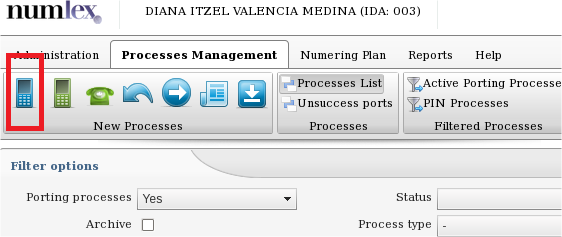 numlex
DIANA ITZEL VALENCIA MEDINA (IDA: 003)
Administration Processes Management Numering Plan Reports Help
Processes List Active Porting Processe
Unsuccess ports PIN Processes
New Processes Processes Filtered Processes
Filter options
Porting processes Yes Status
Archive Process type -